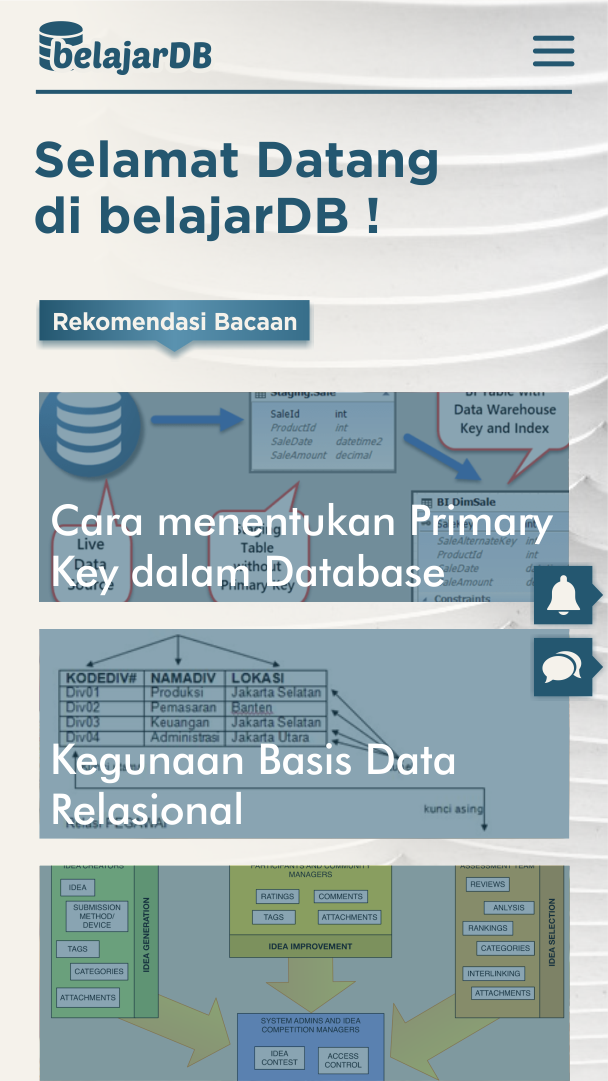 belajarDB
Selamat Datang
di belajarDB !
Rekomendasi Bacaan
Staging.Sale
SaleId int
ProductId int
SaleDate datetime2
SaleAmount decimal
BI Table with
Data Warehouse
Key and Index
BI DimSale
SaleKey int
SaleAlternateKey
ProductId int
SaleDate
SaleAmount
Constraints
Live
Data
Source
Staging
Table
without
Primary Key
Cara menentukan Primary
Key dalam Database
KODEDIV# NAMADIV LOKASI
Div01 Produksi Jakarta Selatan
Div02 Pemasaran Banten
Div03 Keuangan Jakarta Selatan
Div04 Administrasi Jakarta Utara
kunci asing
Relasi PEGAWAI
Kegunaan Basis Data
Relasional
IDEA CREATORS
IDEA
SUBMISSION
METHOD/
DEVICE
TAGS
CATEGORIES
ATTACHMENTS
IDEA GENERATION
PARTICIPANTS AND COMMUNITY
MANAGERS
RATINGS COMMENTS
TAGS ATTACHMENTS
IDEA IMPROVEMENT
ASSESSMENT TEAM
REVIEWS
ANLYSIS
RANKINGS
CATEGORIES
INTERLINKING
ATTACHMENTS
IDEA SELECTION
SYSTEM ADMINS AND IDEA
COMPETITION MANAGERS
IDEA
CONTEST
ACCESS
CONTROL